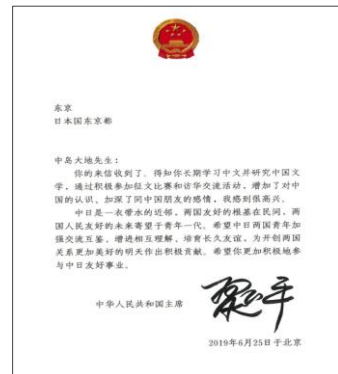 东京
日本国东京都
中岛大地先生：
你的来信收到了。得知你长期学习中文并研究中国文
学，通过积极参加征文比赛和访华交流活动，增加了对中
国的认识、加深了同中国朋友的感情，我感到很高兴。
中日是一衣带水的近邻，两国友好的根基在民间，两
国人民友好的未来寄望于青年一代。希望中日两国青年加
强交流互鉴，增进相互理解，培育长久友谊，为开创两国
关系更加美好的明天作出积极贡献。希望你更加积极地参
与中日友好事业。
中华人民共和国主席 习近平
2019年6月25日于北京